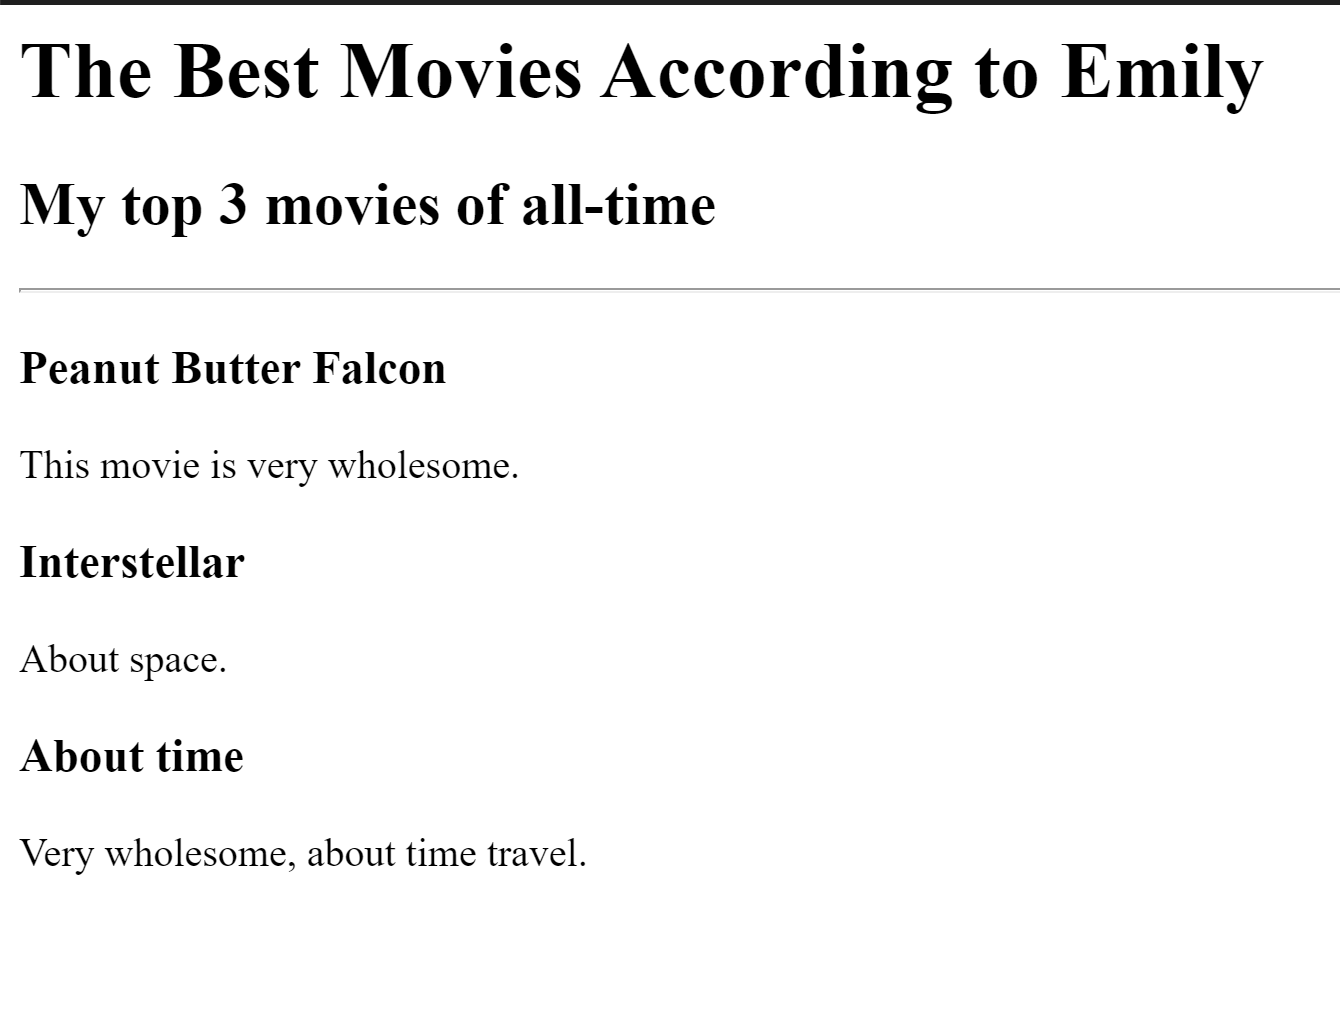 The Best Movies According to Emily
My top 3 movies of all-time
Peanut Butter Falcon
This movie is very wholesome.
Interstellar
About space.
About time
Very wholesome, about time travel.